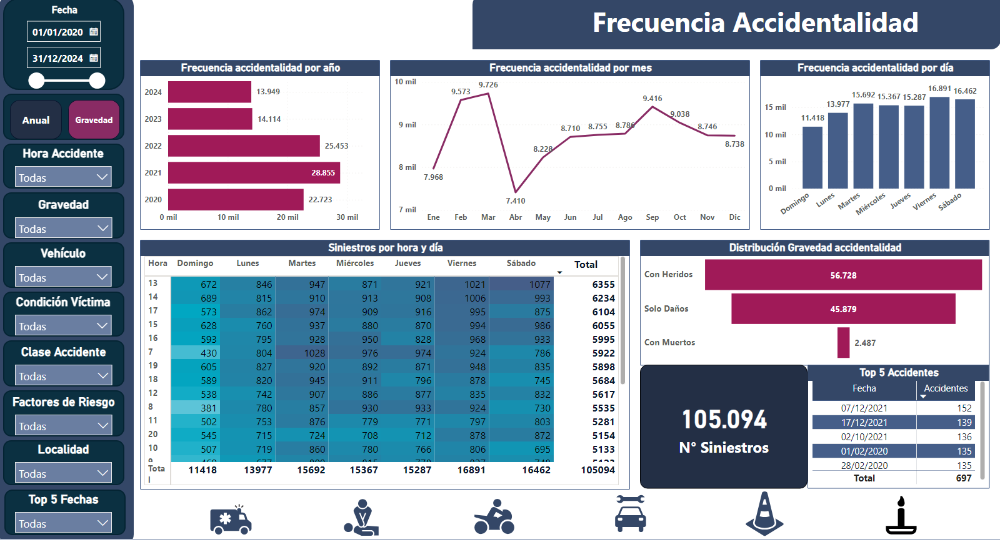 Fecha
01/01/2020
31/12/2024
Anual
Gravedad
Hora Accidente
Todas
Gravedad
Todas
Vehículo
Todas
Condición Víctima
Todas
Clase Accidente
Todas
Factores de Riesgo
Todas
Localidad
Todas
Top 5 Fechas
Todas
Frecuencia Accidentalidad
Frecuencia accidentalidad por año
2024 13.949
2023 14.114
2022 25.453
2021 28.855
2020 22.723
0 mil 10 mil 20 mil 30 mil
Frecuencia accidentalidad por mes
10 mil
9 mil
8 mil
7 mil
7.968 9.573 9.726 7.410 8.228 8.710 8.755 8.786 9.416 9.038 8.746 8.738
Ene Feb Mar Abr May Jun Jul Ago Sep Oct Nov Dic
Frecuencia accidentalidad por día
15 mil
10 mil
5 mil
0 mil
11.418 13.977 15.692 15.367 15.287 16.891 16.462
Domingo Lunes Martes Miércoles Jueves Viernes Sábado
Siniestros por hora y día
Hora Domingo Lunes Martes Miércoles Jueves Viernes Sábado Total
13 672 846 947 871 921 1021 1077 6355
14 689 815 910 913 908 1006 993 6234
17 573 862 974 909 916 995 875 6104
15 628 760 937 880 870 994 986 6055
16 593 795 928 950 828 968 933 5995
7 430 804 1028 976 974 924 786 5922
19 605 827 920 892 871 948 835 5898
18 589 820 945 911 796 878 745 5684
12 538 742 907 886 877 835 832 5617
8 381 780 857 930 933 924 730 5535
11 502 753 876 779 771 797 803 5281
20 545 715 724 708 712 878 872 5154
10 507 719 860 780 766 806 695 5133
Tota
l 11418 13977 15692 15367 15287 16891 16462 105094
Distribución Gravedad accidentalidad
Con Heridos 56.728
Solo Daños 45.879
Con Muertos 2.487
105.094
N° Siniestros
Top 5 Accidentes
Fecha Accidentes
07/12/2021 152
17/12/2021 139
02/10/2021 136
01/02/2020 135
28/02/2020 135
Total 697